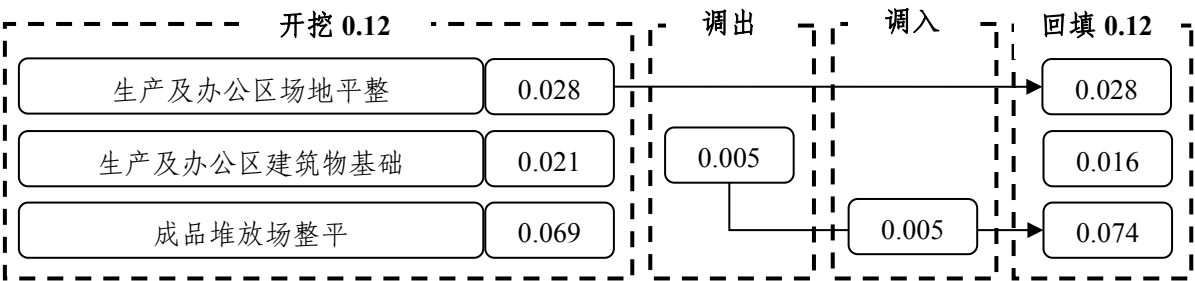 开挖 0.12 调出 调入 回填 0.12
生产及办公区场地平整 0.028 0.028
生产及办公区建筑物基础 0.021 0.005 0.016
成品堆放场整平 0.069 0.005 0.074